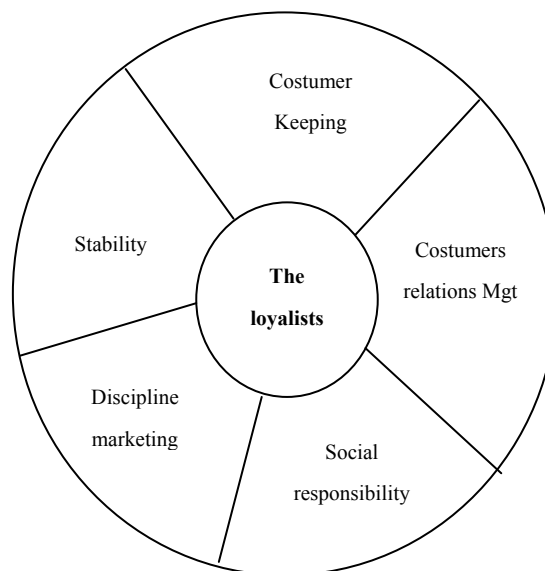 Costumer
Keeping
Costumers
relations Mgt
Social
responsibility
Discipline
marketing
Stability
The
loyalists